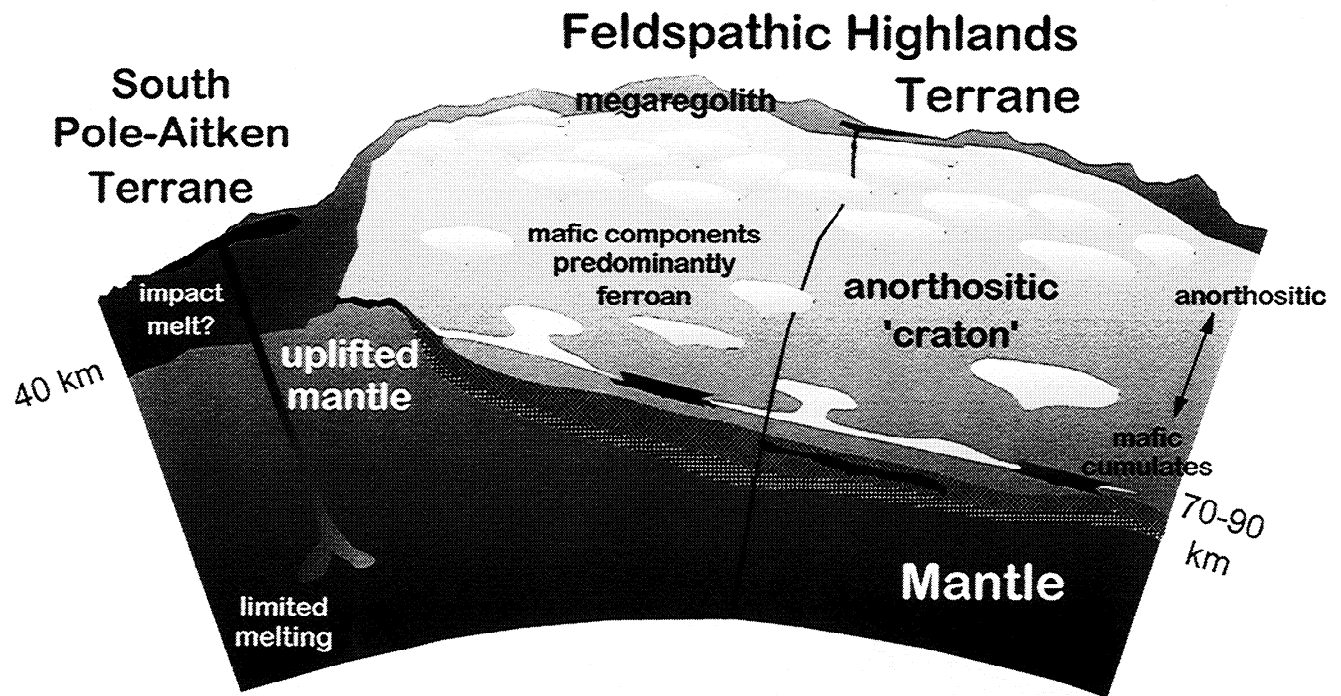 Feldspathic Highlands
Terrane
South
Pole-Aitken
Terrane
megaregolith
mafic components
predominantly
ferroan
anorthositic
'craton'
anorthositic
mafic
cumulates
impact
melt?
uplifted
mantle
40 km
70-90
km
Mantle
limited
melting